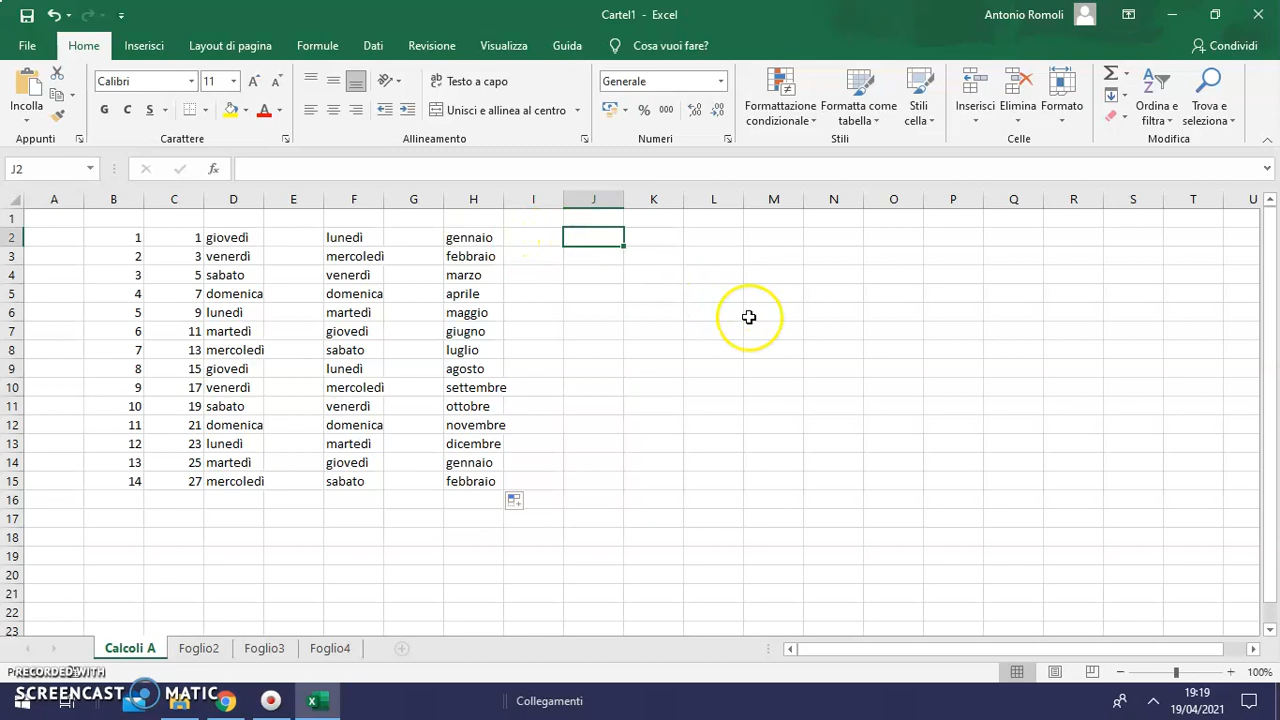 Cartel1 - Excel
Antonio Romoli
File Home Inserisci Layout di pagina Formule Dati Revisione Visualizza Guida Cosa vuoi fare? Condividi
Incolla
Calibri 11
G C S
Testo a capo
Unisci e allinea al centro
Generale
% 000
Formattazione condizionale
Formatta come tabella
Stili cella
Inserisci Elimina Formato
Ordina e filtra
Trova e seleziona
Appunti Carattere Allineamento Numeri Stili Celle Modifica
J2 fx
A B C D E F G H I J K L M N O P Q R S T U
1
2 1 1 giovedì lunedì gennaio
3 2 3 venerdì mercoledì febbraio
4 3 5 sabato venerdì marzo
5 4 7 domenica domenica aprile
6 5 9 lunedì martedì maggio
7 6 11 martedì giovedì giugno
8 7 13 mercoledì sabato luglio
9 8 15 giovedì lunedì agosto
10 9 17 venerdì mercoledì settembre
11 10 19 sabato venerdì ottobre
12 11 21 domenica domenica novembre
13 12 23 lunedì martedì dicembre
14 13 25 martedì giovedì gennaio
15 14 27 mercoledì sabato febbraio
16
17
18
19
20
21
22
23
Calcoli A Foglio2 Foglio3 Foglio4
100%
RECORDED WITH
SCREENCAST MATIC
Collegamenti
19:19
19/04/2021